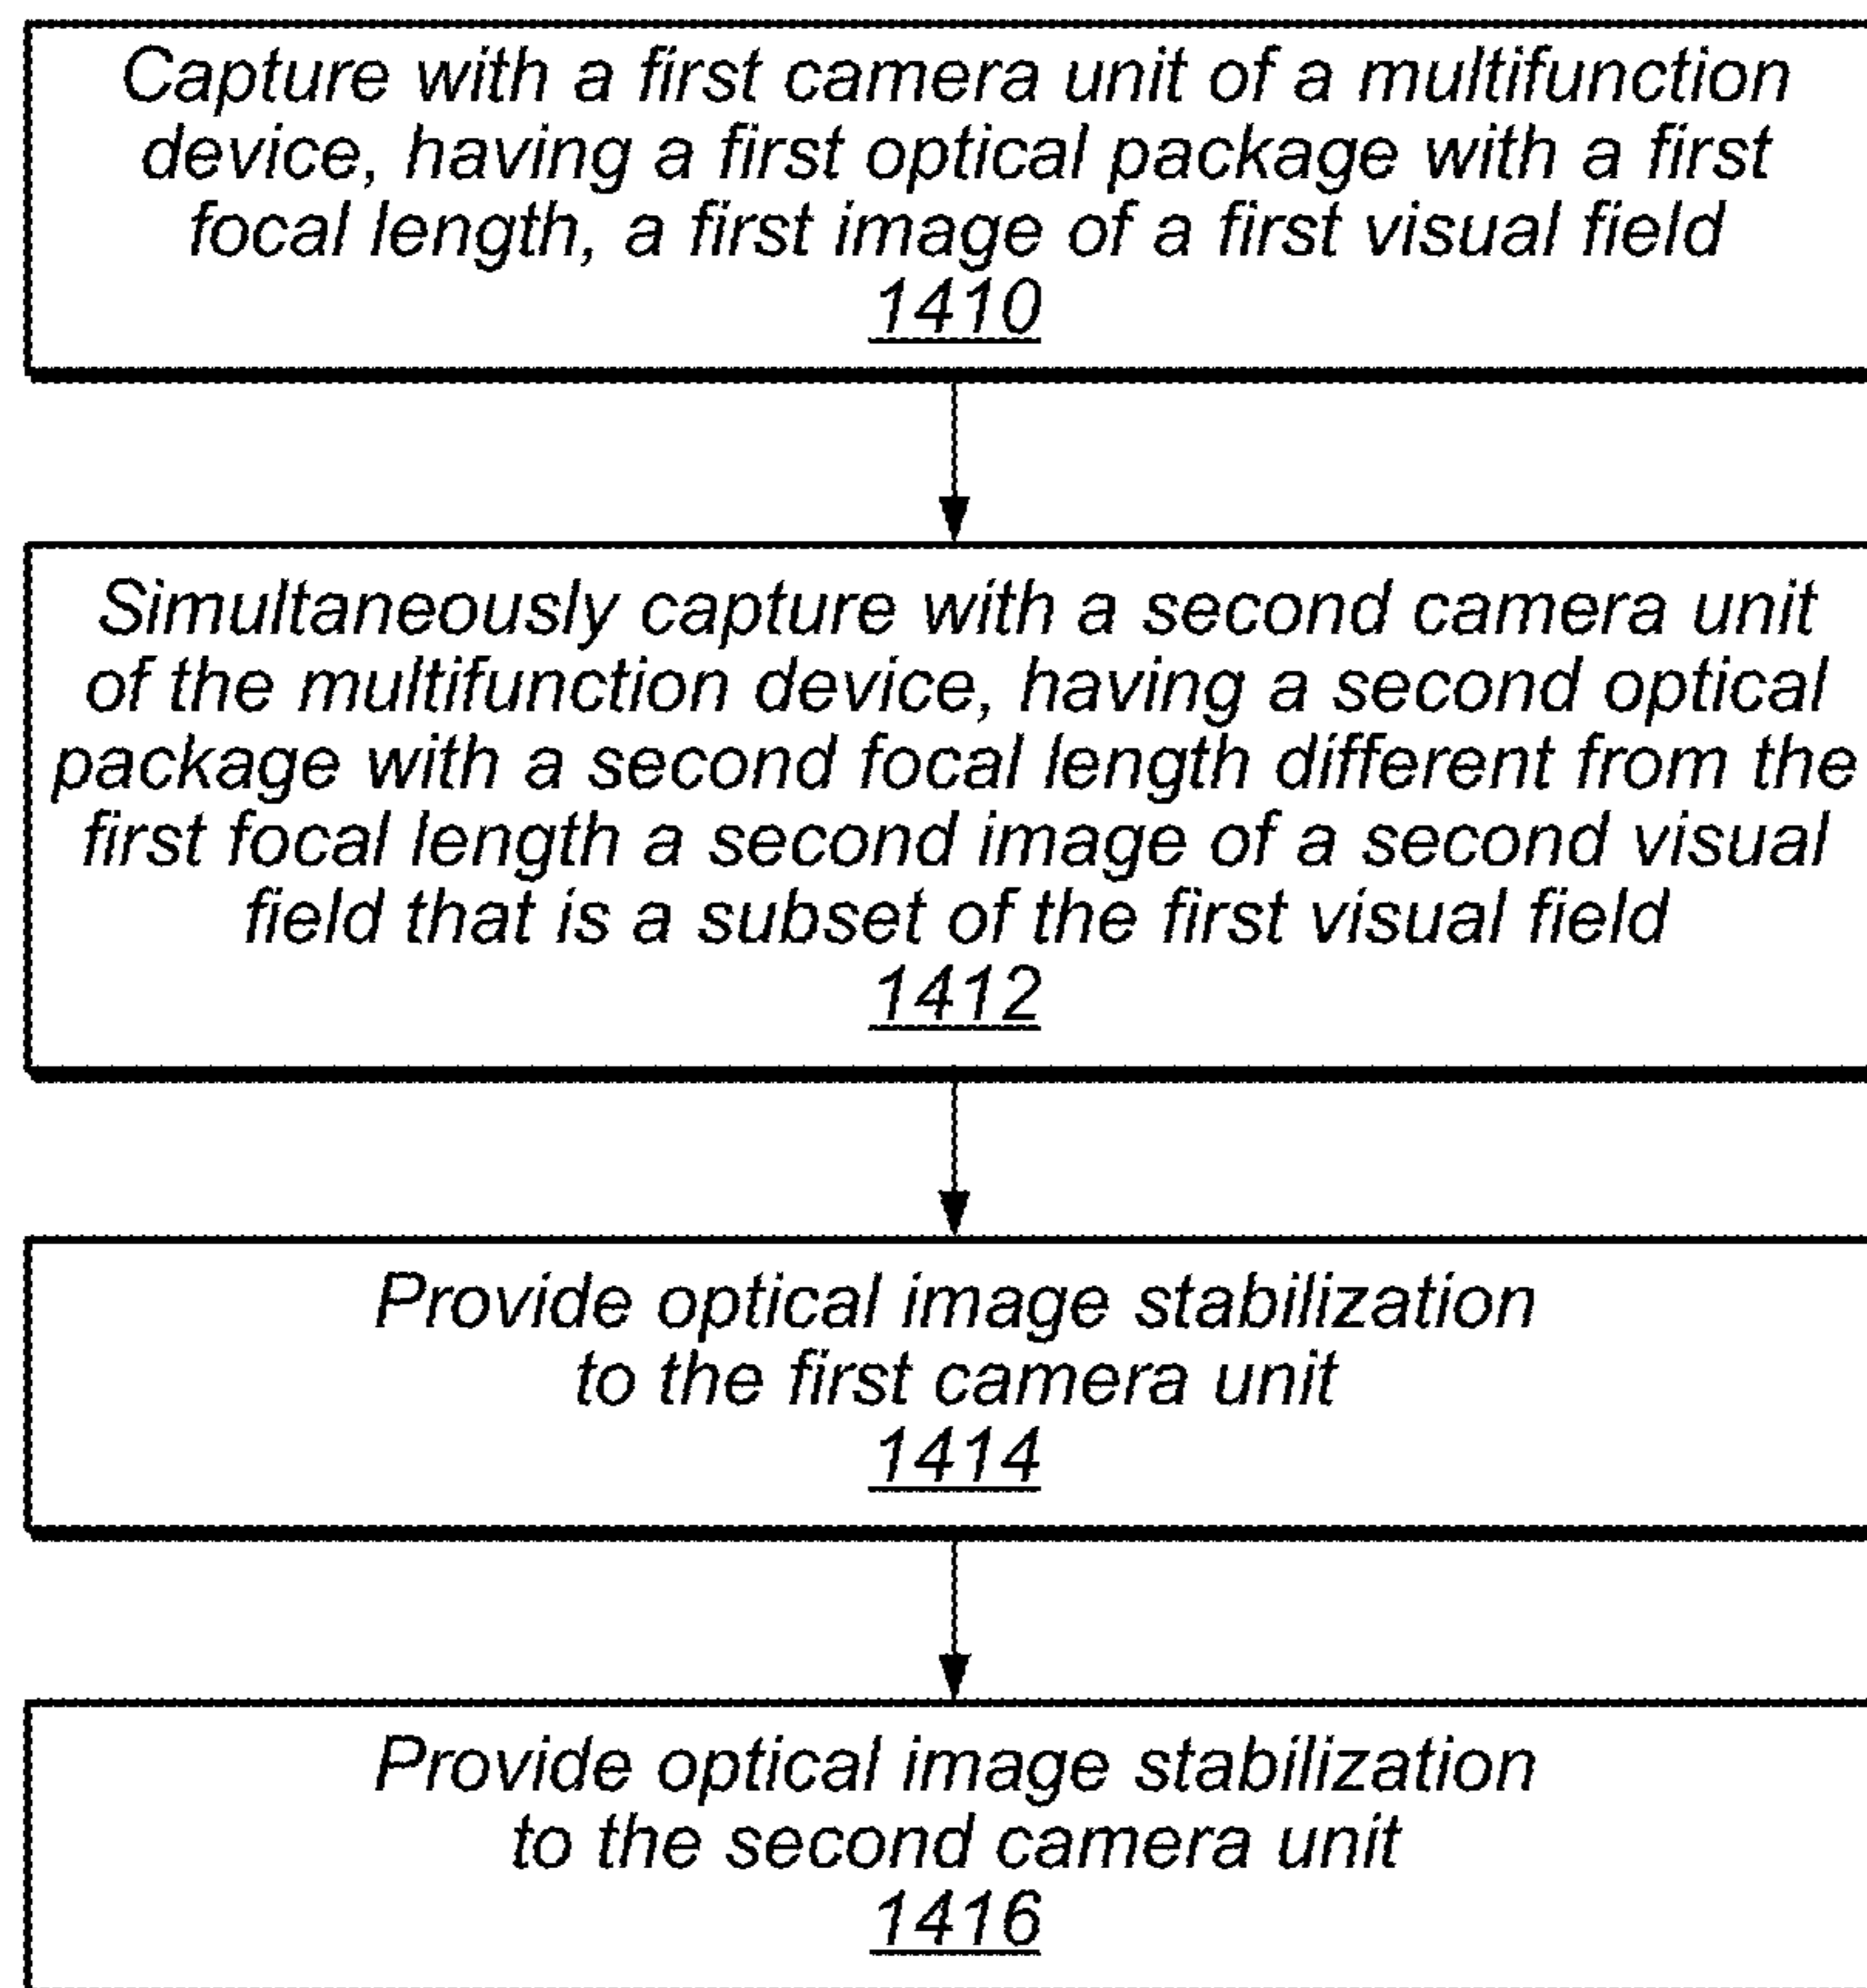 Capture with a first camera unit of a multifunction
device, having a first optical package with a first
focal length, a first image of a first visual field
1410
Simultaneously capture with a second camera unit
of the multifunction device, having a second optical
package with a second focal length different from the
first focal length a second image of a second visual
field that is a subset of the first visual field
1412
Provide optical image stabilization
to the first camera unit
1414
Provide optical image stabilization
to the second camera unit
1416